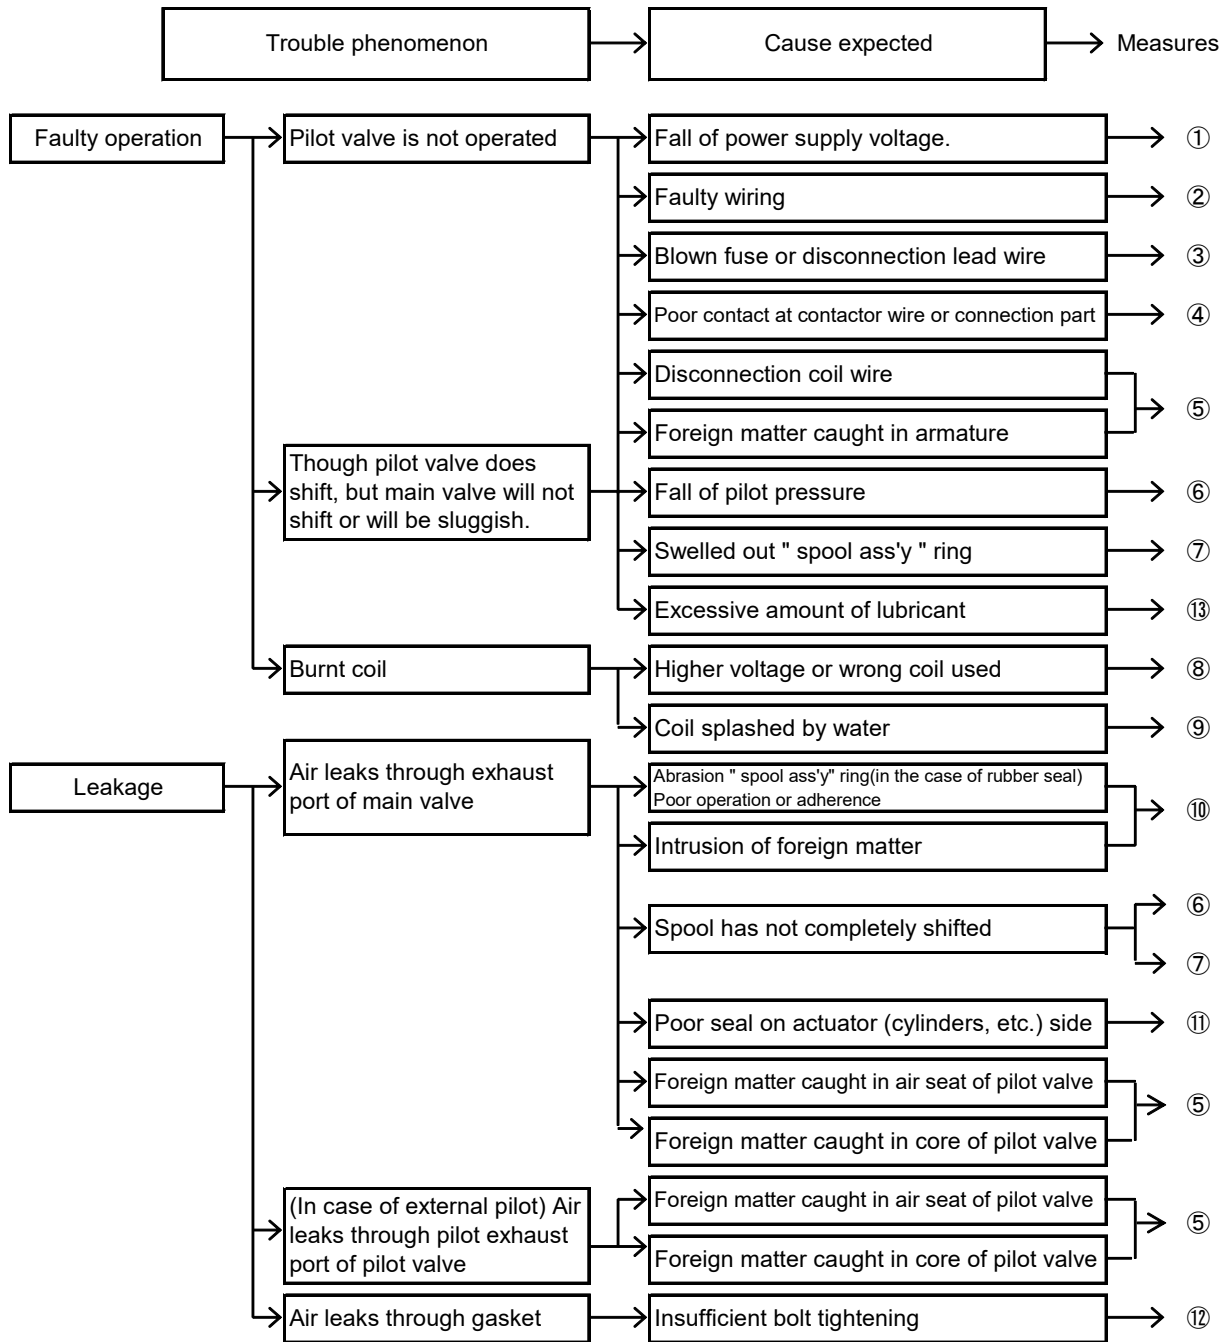 Trouble phenomenon
Cause expected
Measures
Faulty operation
Pilot valve is not operated
Fall of power supply voltage.
①
Faulty wiring
②
Blown fuse or disconnection lead wire
③
Poor contact at contactor wire or connection part
④
Disconnection coil wire
⑤
Foreign matter caught in armature
Though pilot valve does
shift, but main valve will not
shift or will be sluggish.
Fall of pilot pressure
⑥
Swelled out " spool ass'y " ring
⑦
Excessive amount of lubricant
⑬
Burnt coil
Higher voltage or wrong coil used
⑧
Coil splashed by water
⑨
Leakage
Air leaks through exhaust
port of main valve
Abrasion " spool ass'y" ring(in the case of rubber seal)
Poor operation or adherence
⑩
Intrusion of foreign matter
Spool has not completely shifted
⑥
⑦
Poor seal on actuator (cylinders, etc.) side
⑪
Foreign matter caught in air seat of pilot valve
⑤
Foreign matter caught in core of pilot valve
(In case of external pilot) Air
leaks through pilot exhaust
port of pilot valve
Foreign matter caught in air seat of pilot valve
⑤
Foreign matter caught in core of pilot valve
Air leaks through gasket
Insufficient bolt tightening
⑫